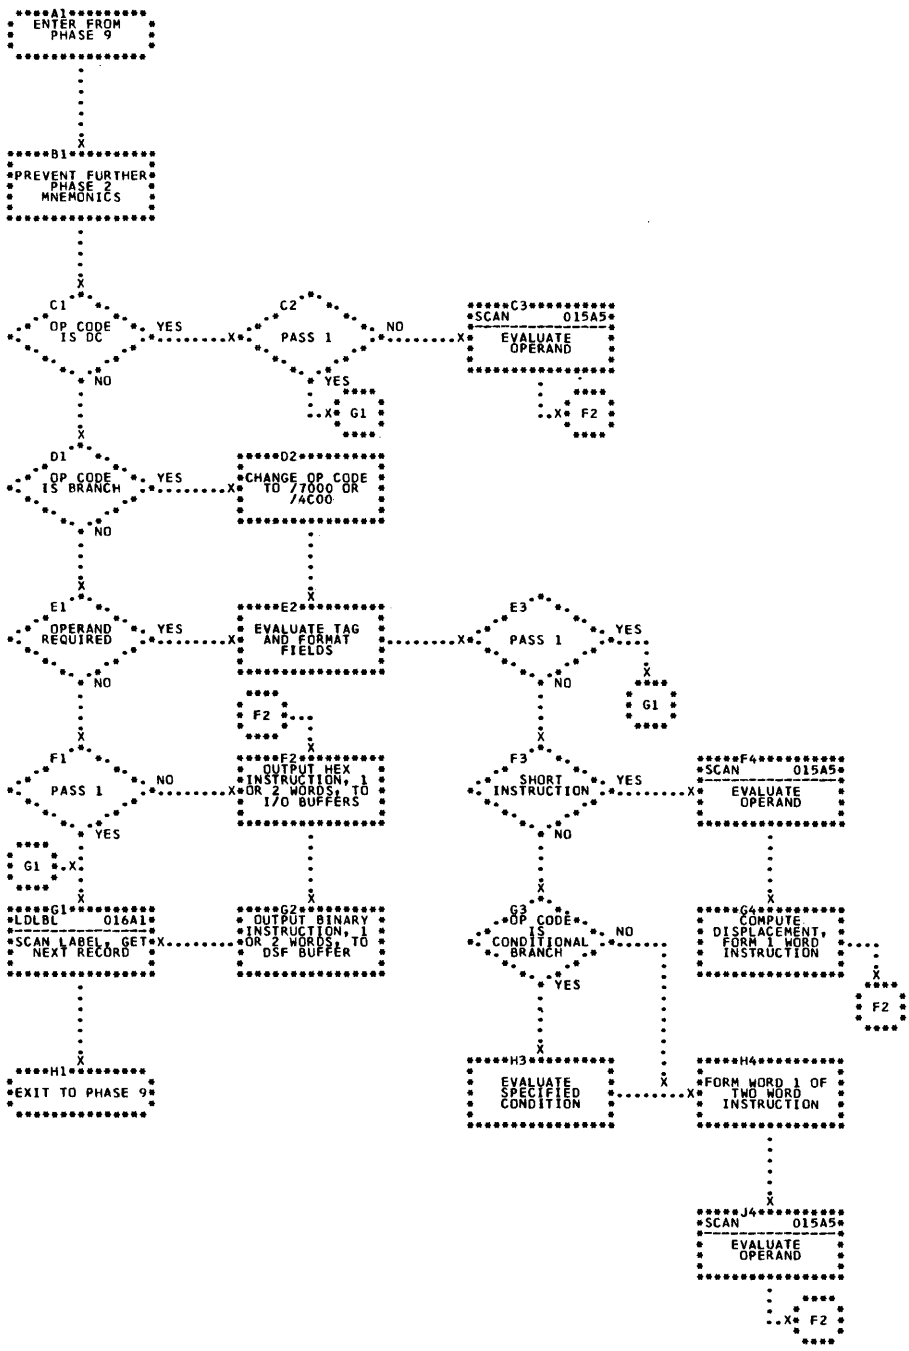 A1
ENTER FROM
PHASE 9
B1
PREVENT FURTHER
PHASE 2
MNEMONICS
C1
OP CODE
IS DC
YES
NO
C2
PASS 1
NO
YES
G1
C3
SCAN 015A5
EVALUATE
OPERAND
F2
D1
OP CODE
IS BRANCH
YES
NO
D2
CHANGE OP CODE
TO /7000 OR
/4C00
E1
OPERAND
REQUIRED
YES
NO
E2
EVALUATE TAG
AND FORMAT
FIELDS
E3
PASS 1
YES
NO
G1
F2
F1
PASS 1
NO
YES
F2
OUTPUT HEX
INSTRUCTION, 1
OR 2 WORDS, TO
I/O BUFFERS
F3
SHORT
INSTRUCTION
YES
NO
F4
SCAN 015A5
EVALUATE
OPERAND
G1
G1
LDLBL 016A1
SCAN LABEL, GET
NEXT RECORD
G2
OUTPUT BINARY
INSTRUCTION, 1
OR 2 WORDS, TO
DSF BUFFER
G3
OP CODE
IS
CONDITIONAL
BRANCH
NO
YES
G4
COMPUTE
DISPLACEMENT,
FORM 1 WORD
INSTRUCTION
F2
H1
EXIT TO PHASE 9
H3
EVALUATE
SPECIFIED
CONDITION
H4
FORM WORD 1 OF
TWO WORD
INSTRUCTION
J4
SCAN 015A5
EVALUATE
OPERAND
F2